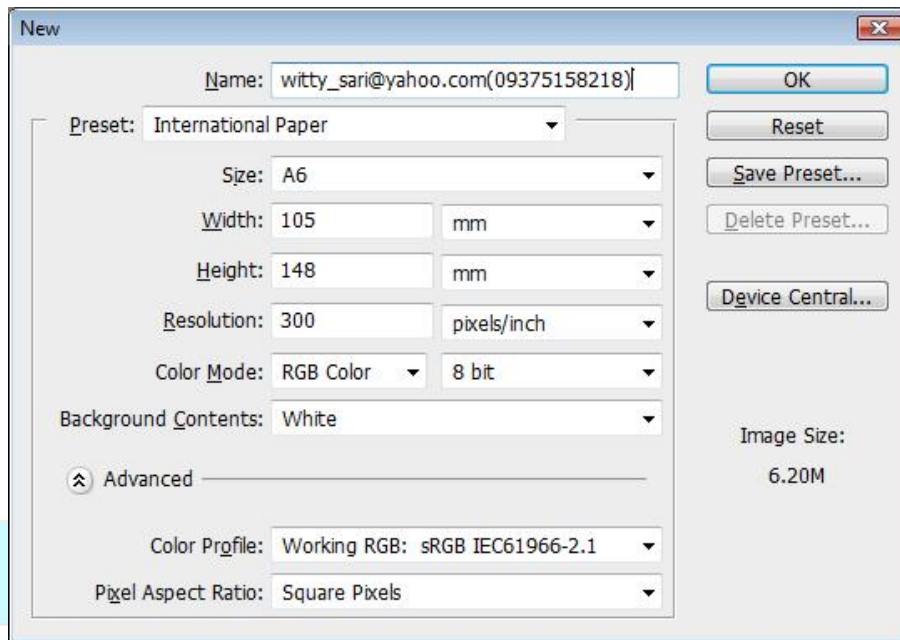 New
Name: witty_sari@yahoo.com(09375158218)
OK
Preset: International Paper
Reset
Size: A6
Save Preset...
Width: 105 mm
Delete Preset...
Height: 148 mm
Device Central...
Resolution: 300 pixels/inch
Color Mode: RGB Color 8 bit
Background Contents: White
Image Size:
6.20M
Advanced
Color Profile: Working RGB: sRGB IEC61966-2.1
Pixel Aspect Ratio: Square Pixels